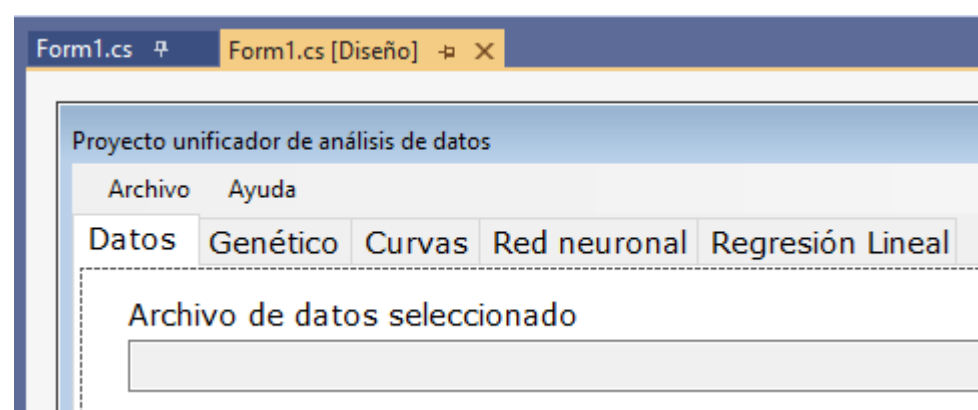 Form1.cs Form1.cs [Diseño]
Proyecto unificador de análisis de datos
Archivo Ayuda
Datos Genético Curvas Red neuronal Regresión Lineal
Archivo de datos seleccionado